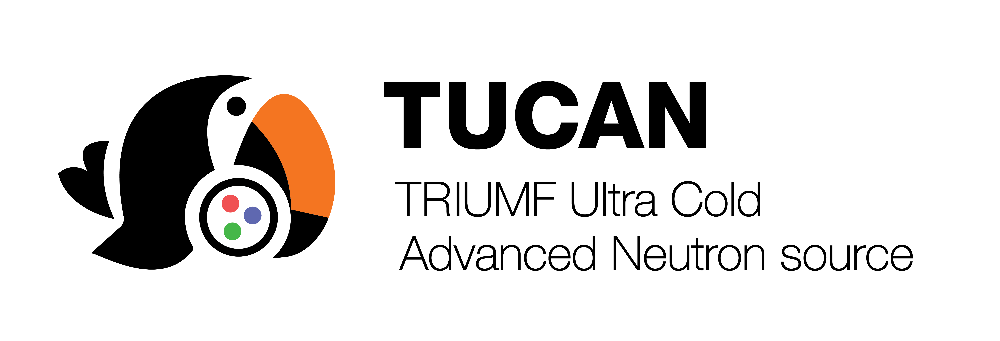 TUCAN
TRIUMF Ultra Cold
Advanced Neutron source